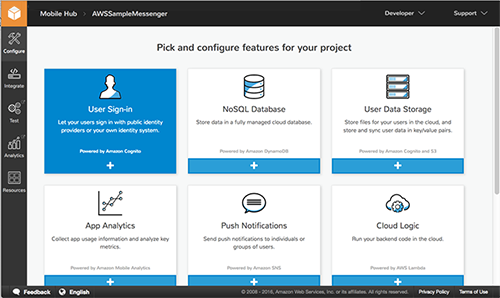 Mobile Hub > AWSSampleMessenger Developer Support
Configure
Integrate
Test
Analytics
Resources
Pick and configure features for your project
User Sign-in
Let your users sign in with public identity
providers or your own identity system.
Powered by Amazon Cognito
+
NoSQL Database
Store data in a fully managed cloud database.
Powered by Amazon DynamoDB
+
User Data Storage
Store files for your users in the cloud, and
store and sync user data in key/value pairs.
Powered by Amazon Cognito and S3
+
App Analytics
Collect app usage information and analyze key
metrics.
Powered by Amazon Mobile Analytics
+
Push Notifications
Send push notifications to individuals or
groups of users.
Powered by Amazon SNS
+
Cloud Logic
Run your backend code in the cloud.
Powered by AWS Lambda
+
Feedback English © 2008 - 2016, Amazon Web Services, Inc. or its affiliates. All rights reserved. Privacy Policy Terms of Use